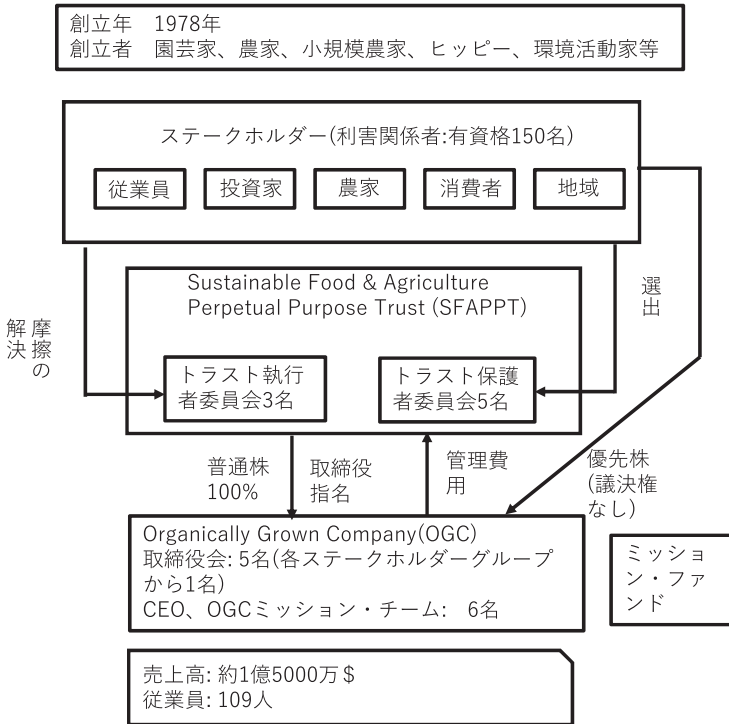 創立年　1978年
創立者　園芸家、農家、小規模農家、ヒッピー、環境活動家等
ステークホルダー(利害関係者:有資格150名)
従業員
投資家
農家
消費者
地域
摩擦の
解決
選出
Sustainable Food & Agriculture
Perpetual Purpose Trust (SFAPPT)
トラスト執行
者委員会3名
トラスト保護
者委員会5名
普通株
100%
取締役
指名
管理費
用
優先株
(議決権
なし)
Organically Grown Company(OGC)
取締役会: 5名(各ステークホルダーグループ
から1名)
CEO、OGCミッション・チーム:　6名
ミッショ
ン・ファ
ンド
売上高: 約1億5000万＄
従業員: 109人